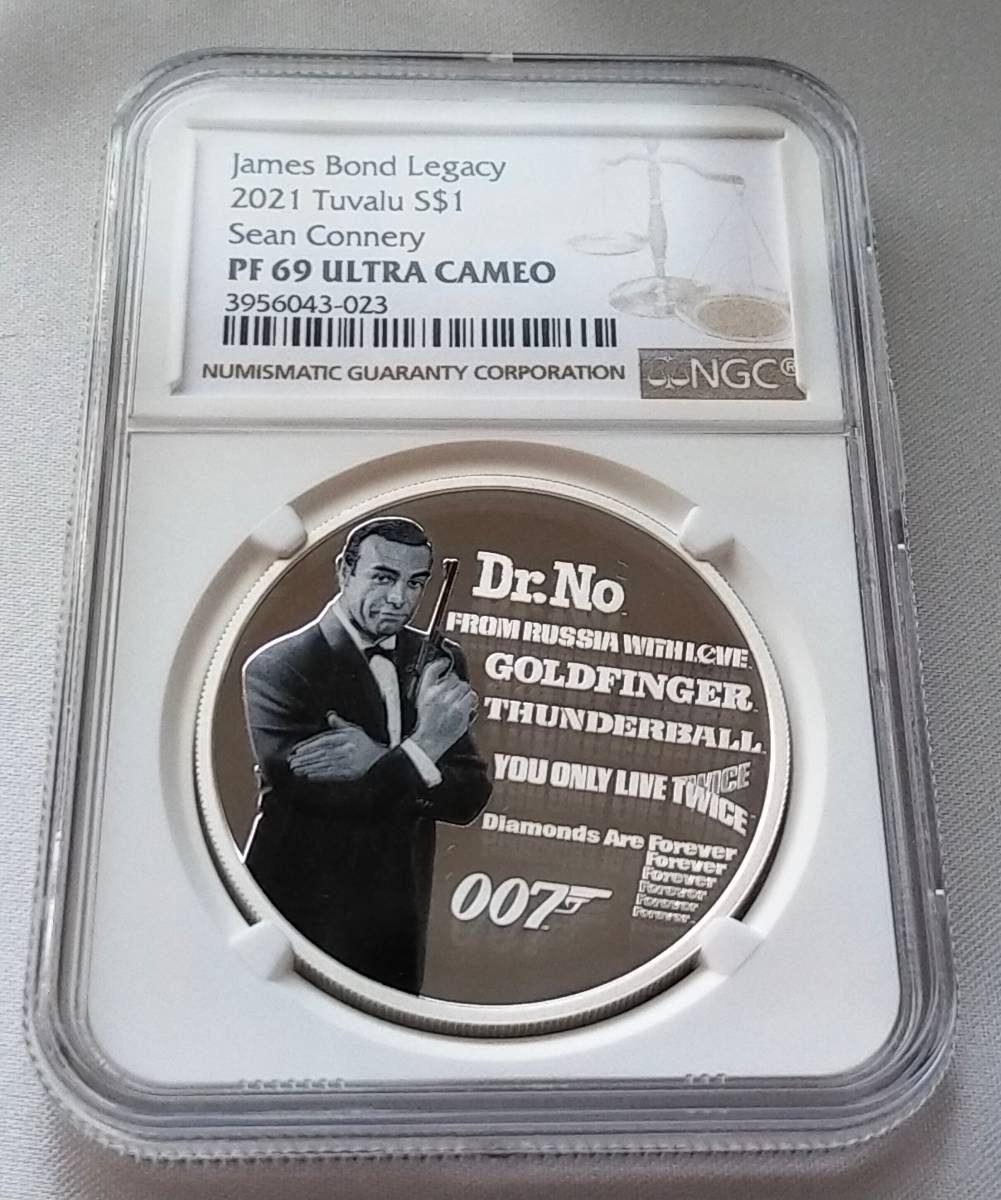 James Bond Legacy
2021 Tuvalu S$1
Sean Connery
PF 69 ULTRA CAMEO
3956043-023
NUMISMATIC GUARANTY CORPORATION
NGC®
Dr. No
FROM RUSSIA WITH LOVE
GOLDFINGER
THUNDERBALL
YOU ONLY LIVE TWICE
TWICE
Diamonds Are Forever
Forever
Forever
Forever
Forever
Forever
007